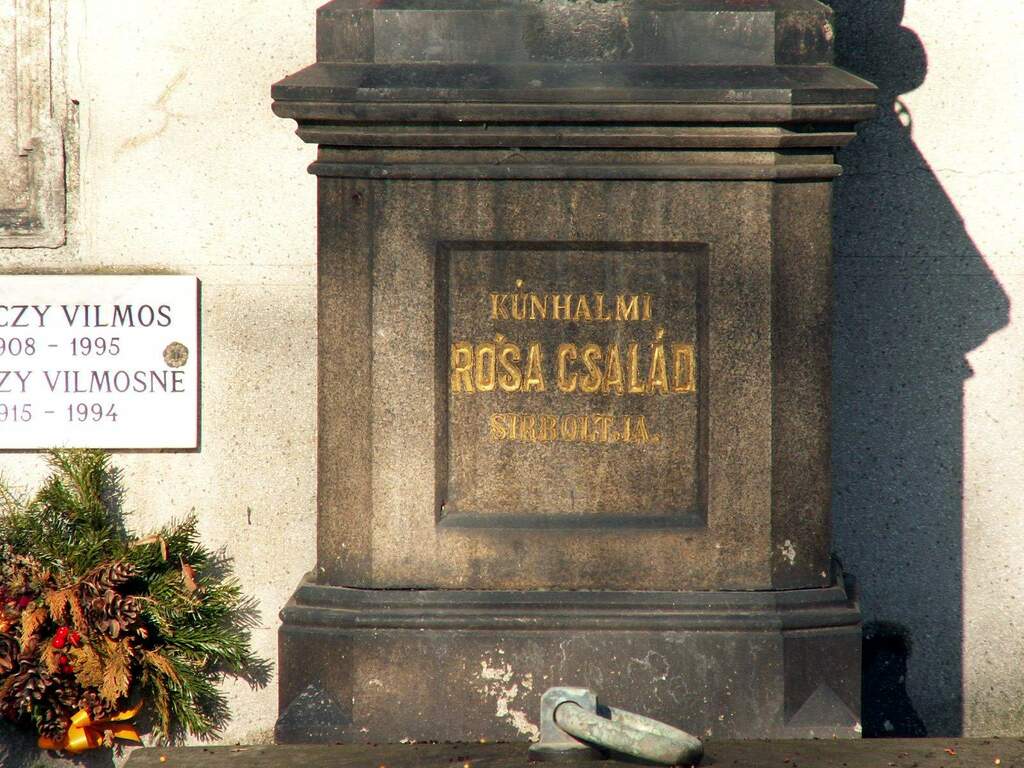 CZY VILMOS
908 - 1995
ZY VILMOSNÉ
915 - 1994
KÚNHALMI
RÓSA CSALÁD
SIRBOLTJA.